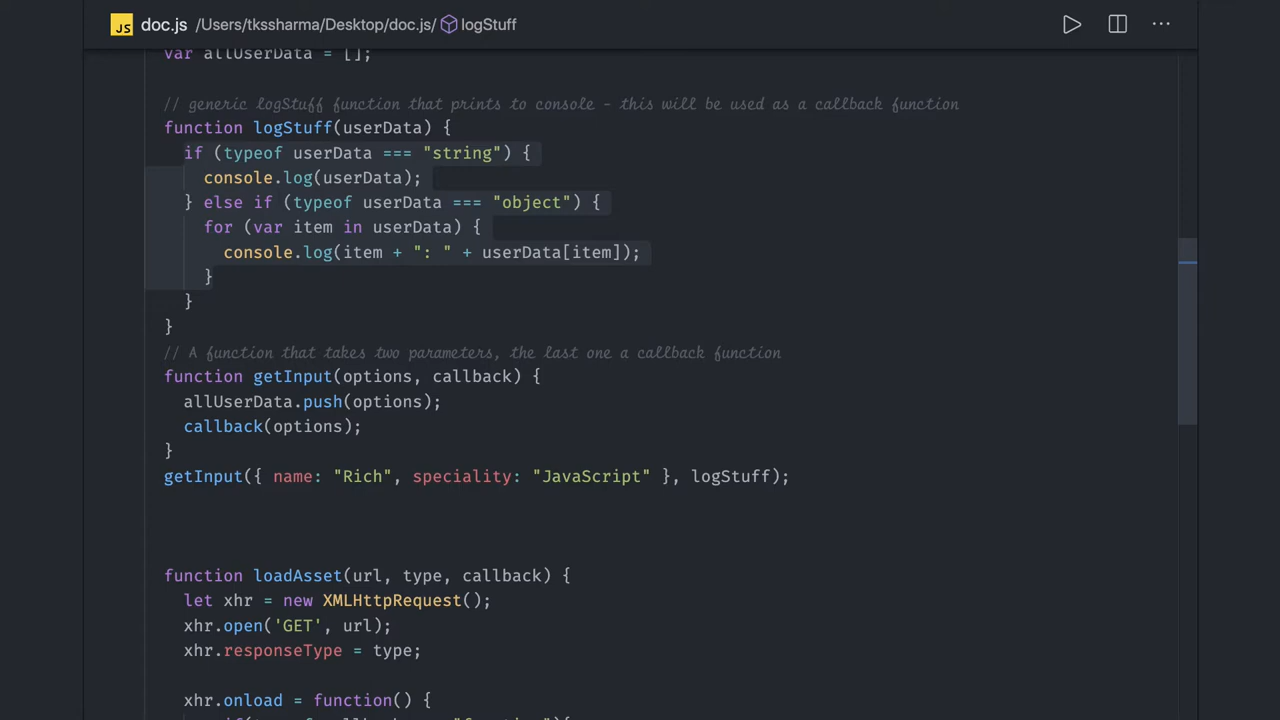 JS doc.js /Users/tkssharma/Desktop/doc.js/ logStuff
var allUserData = [];
// generic logStuff function that prints to console - this will be used as a callback function
function logStuff(userData) {
if (typeof userData === "string") {
console.log(userData);
} else if (typeof userData === "object") {
for (var item in userData) {
console.log(item + ": " + userData[item]);
}
}
}
// A function that takes two parameters, the last one a callback function
function getInput(options, callback) {
allUserData.push(options);
callback(options);
}
getInput({ name: "Rich", speciality: "JavaScript" }, logStuff);
function loadAsset(url, type, callback) {
let xhr = new XMLHttpRequest();
xhr.open('GET', url);
xhr.responseType = type;
xhr.onload = function() {